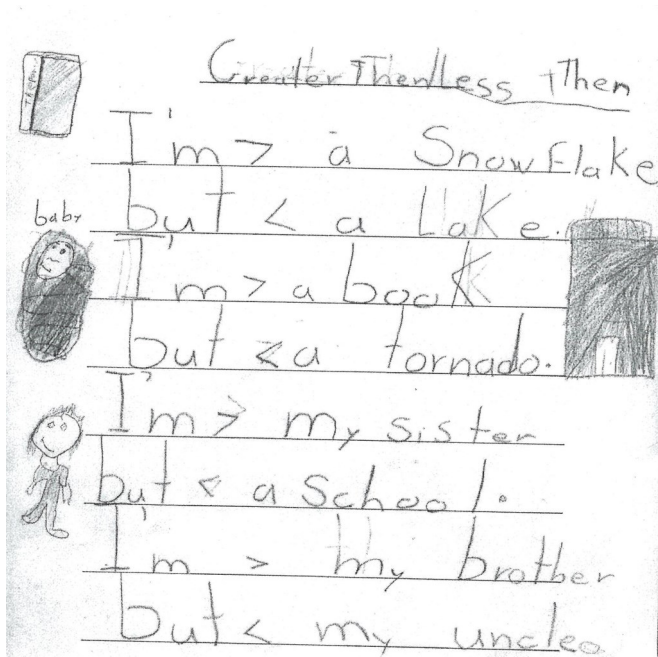 Greater Then/Less Then
I'm > a Snowflake
but < a Lake.
baby
I'm > a book
but < a tornado.
I'm > my sister
but < a School.
I'm > my brother
but < my uncleo